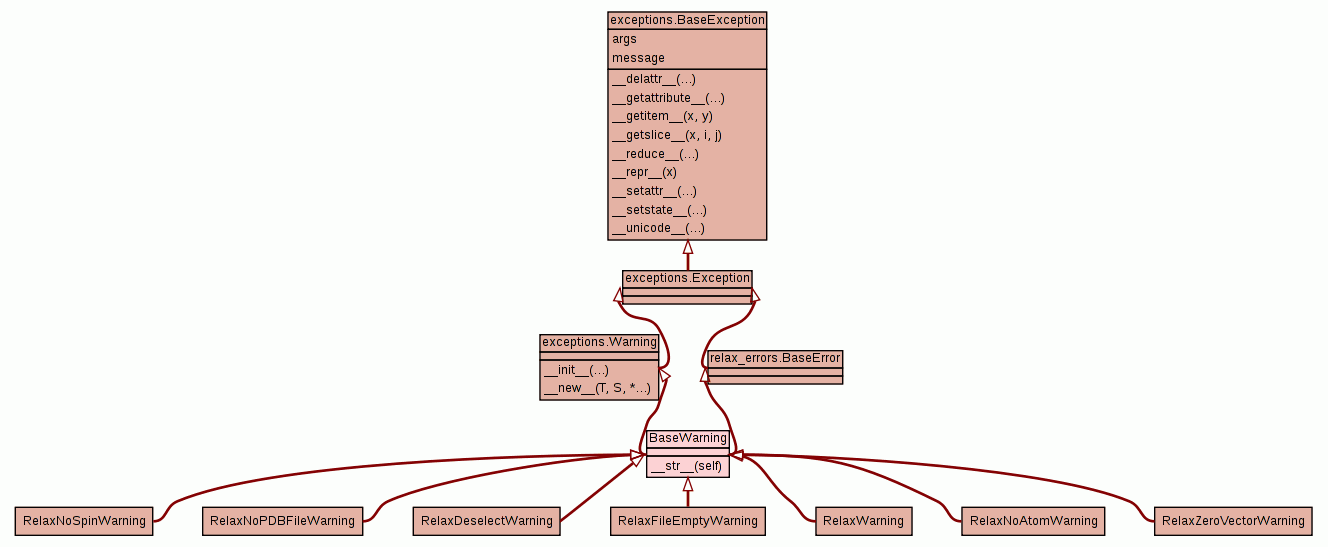 exceptions.BaseException
args
message
__delattr__(...)
__getattribute__(...)
__getitem__(x, y)
__getslice__(x, i, j)
__reduce__(...)
__repr__(x)
__setattr__(...)
__setstate__(...)
__unicode__(...)
exceptions.Exception
exceptions.Warning
__init__(...)
__new__(T, S, *...)
relax_errors.BaseError
BaseWarning
__str__(self)
RelaxNoSpinWarning
RelaxNoPDBFileWarning
RelaxDeselectWarning
RelaxFileEmptyWarning
RelaxWarning
RelaxNoAtomWarning
RelaxZeroVectorWarning